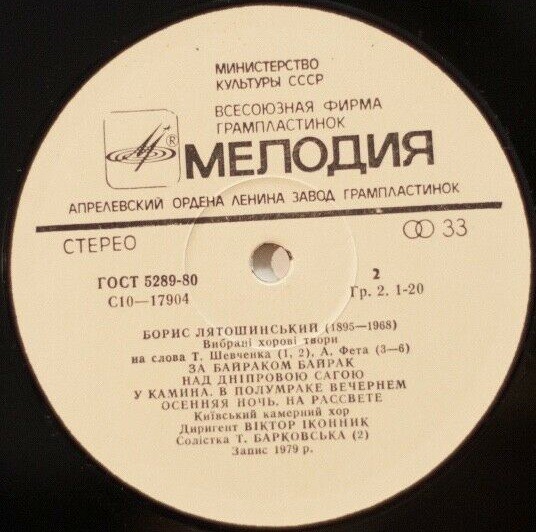 МИНИСТЕРСТВО
КУЛЬТУРЫ СССР
ВСЕСОЮЗНАЯ ФИРМА
ГРАМПЛАСТИНОК
® МЕЛОДИЯ
АПРЕЛЕВСКИЙ ОРДЕНА ЛЕНИНА ЗАВОД ГРАМПЛАСТИНОК
СТЕРЕО 33
ГОСТ 5289-80 2
С10—17904 Гр. 2. 1-20
БОРИС ЛЯТОШИНСЬКИЙ (1895—1968)
Вибрані хорові твори
на слова Т. Шевченка (1, 2), А. Фета (3—6)
ЗА БАЙРАКОМ БАЙРАК
НАД ДНІПРОВОЮ САГОЮ
У КАМИНА. В ПОЛУМРАКЕ ВЕЧЕРНЕМ
ОСЕННЯЯ НОЧЬ. НА РАССВЕТЕ
Київський камерний хор
Диригент ВІКТОР ІКОННИК
Солістка Т. БАРКОВСЬКА (2)
Запис 1979 р.